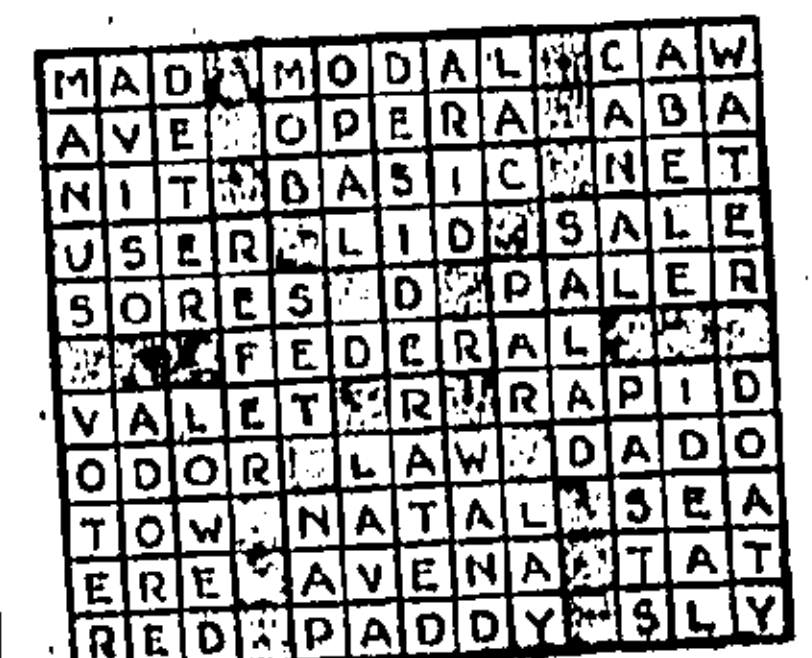 MAD MODAL CAW
AVE OPERA ABA
NIT BASIC NET
USER LID SALE
SORES D PALER
FEDERAL
VALET R RAPID
ODOR LAW DADO
TOW NATAL SEA
ERE AVENA TAT
RED PADDY SLY